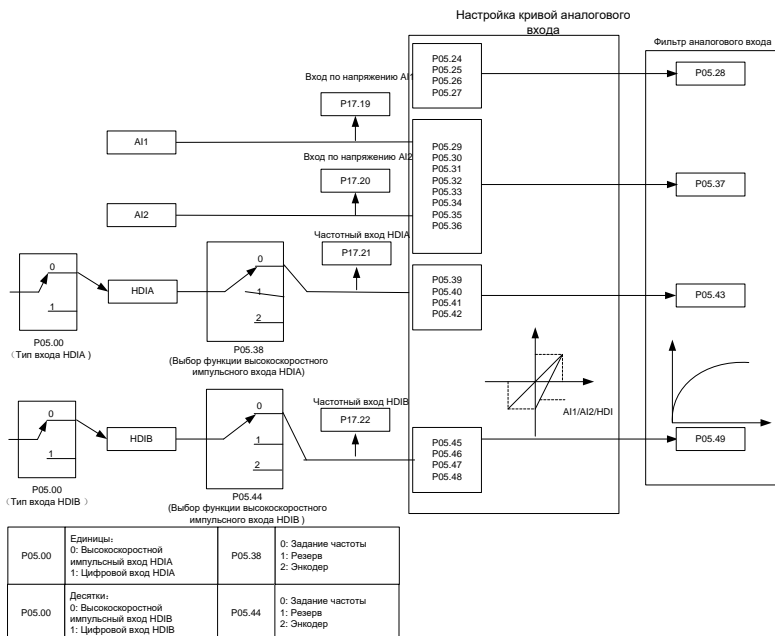 Настройка кривой аналогового
входа
Фильтр аналогового входа
P05.24
P05.25
P05.26
P05.27
P05.28
Вход по напряжению AI1
P17.19
AI1
P05.29
P05.30
P05.31
P05.32
P05.33
P05.34
P05.35
P05.36
P05.37
Вход по напряжению AI2
P17.20
AI2
Частотный вход HDIA
P17.21
0
1
HDIA
0
1
2
P05.39
P05.40
P05.41
P05.42
P05.43
P05.00
(Тип входа HDIA )
P05.38
(Выбор функции высокоскоростного
импульсного входа HDIA)
AI1/AI2/HDI
Частотный вход HDIB
P17.22
0
1
HDIB
0
1
2
P05.45
P05.46
P05.47
P05.48
P05.49
P05.00
(Тип входа HDIB )
P05.44
(Выбор функции высокоскоростного
импульсного входа HDIB )
P05.00
Единицы:
0: Высокоскоростной
импульсный вход HDIA
1: Цифровой вход HDIA
P05.38
0: Задание частоты
1: Резерв
2: Энкодер
P05.00
Десятки:
0: Высокоскоростной
импульсный вход HDIB
1: Цифровой вход HDIB
P05.44
0: Задание частоты
1: Резерв
2: Энкодер